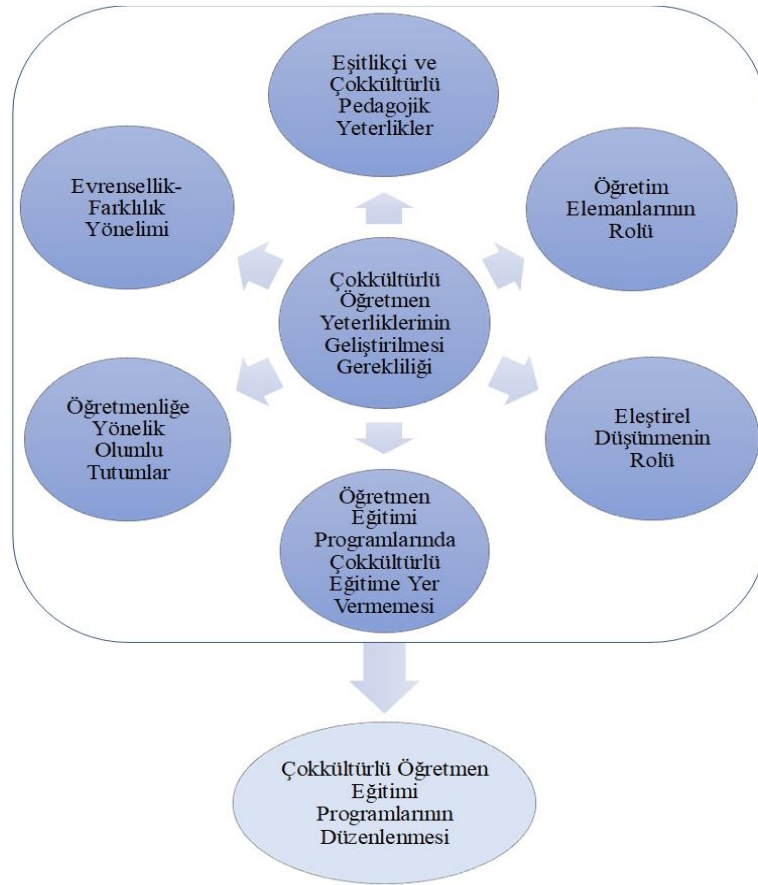 Eşitlikçi ve
Çokkültürlü
Pedagojik
Yeterlikler
Evrensellik-
Farklılık
Yönelimi
Öğretim
Elemanlarının
Rolü
Çokkültürlü
Öğretmen
Yeterliklerinin
Geliştirilmesi
Gerekliliği
Öğretmenliğe
Yönelik
Olumlu
Tutumlar
Eleştirel
Düşünmenin
Rolü
Öğretmen
Eğitimi
Programlarında
Çokkültürlü
Eğitime Yer
Vermemesi
Çokkültürlü Öğretmen
Eğitimi
Programlarının
Düzenlenmesi